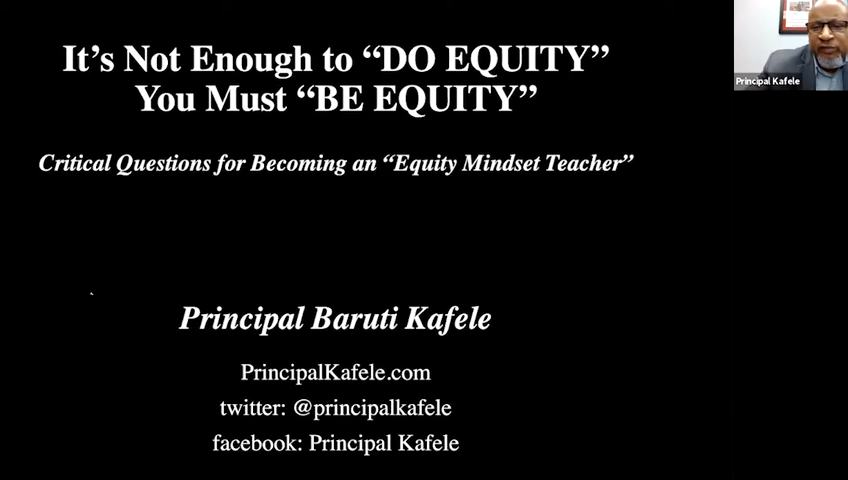 It's Not Enough to “DO EQUITY”
You Must “BE EQUITY”
Critical Questions for Becoming an “Equity Mindset Teacher”
Principal Baruti Kafele
PrincipalKafele.com
twitter: @principalkafele
facebook: Principal Kafele
Principal Kafele